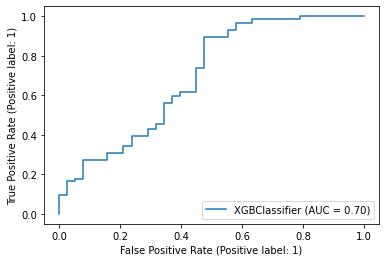 True Positive Rate (Positive label: 1)
1.0
0.8
0.6
0.4
0.2
0.0
XGBClassifier (AUC = 0.70)
0.0 0.2 0.4 0.6 0.8 1.0
False Positive Rate (Positive label: 1)